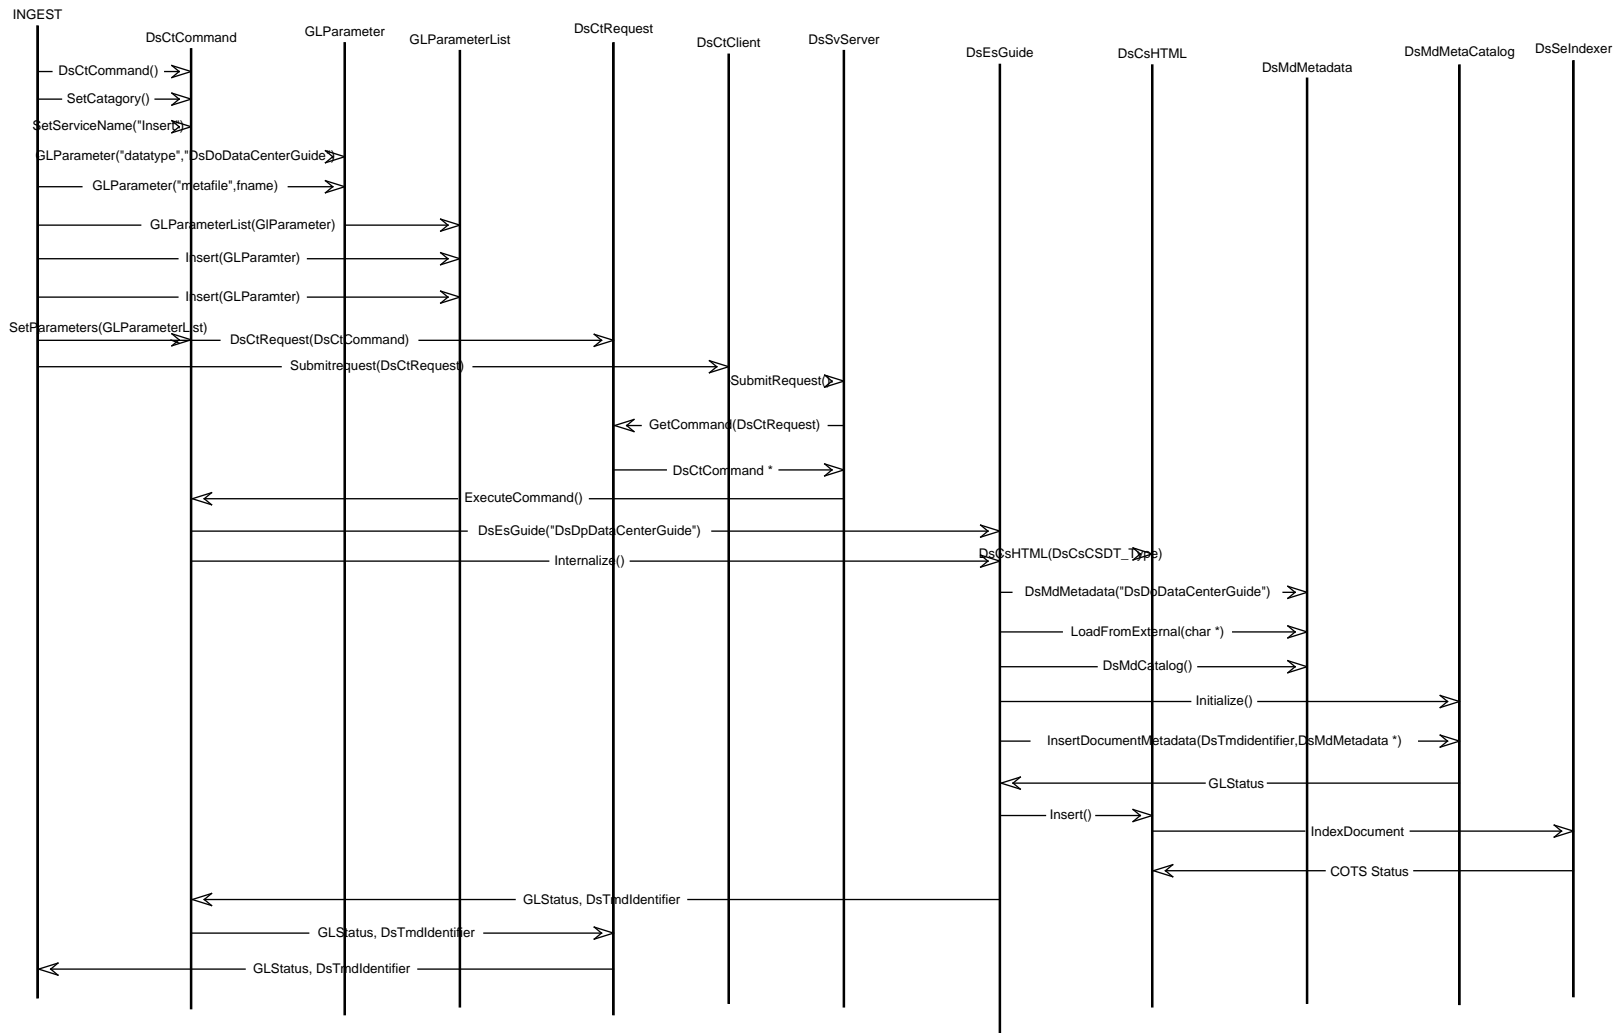 INGEST
DsCtCommand
GLParameter
GLParameterList
DsCtRequest
DsCtClient
DsSvServer
DsEsGuide
DsCsHTML
DsMdMetadata
DsMdMetaCatalog
DsSeIndexer
DsCtCommand()
SetCatagory()
SetServiceName("Insert")
GLParameter("datatype","DsDoDataCenterGuide")
GLParameter("metafile",fname)
GLParameterList(GlParameter)
Insert(GLParamter)
Insert(GLParamter)
SetParameters(GLParameterList)
DsCtRequest(DsCtCommand)
Submitrequest(DsCtRequest)
SubmitRequest()
GetCommand(DsCtRequest)
DsCtCommand *
ExecuteCommand()
DsEsGuide("DsDpDataCenterGuide")
DsCsHTML(DsCsCSDT_Type)
Internalize()
DsMdMetadata("DsDoDataCenterGuide")
LoadFromExternal(char *)
DsMdCatalog()
Initialize()
InsertDocumentMetadata(DsTmdidentifier,DsMdMetadata *)
GLStatus
Insert()
IndexDocument
COTS Status
GLStatus, DsTmdIdentifier
GLStatus, DsTmdIdentifier
GLStatus, DsTmdIdentifier